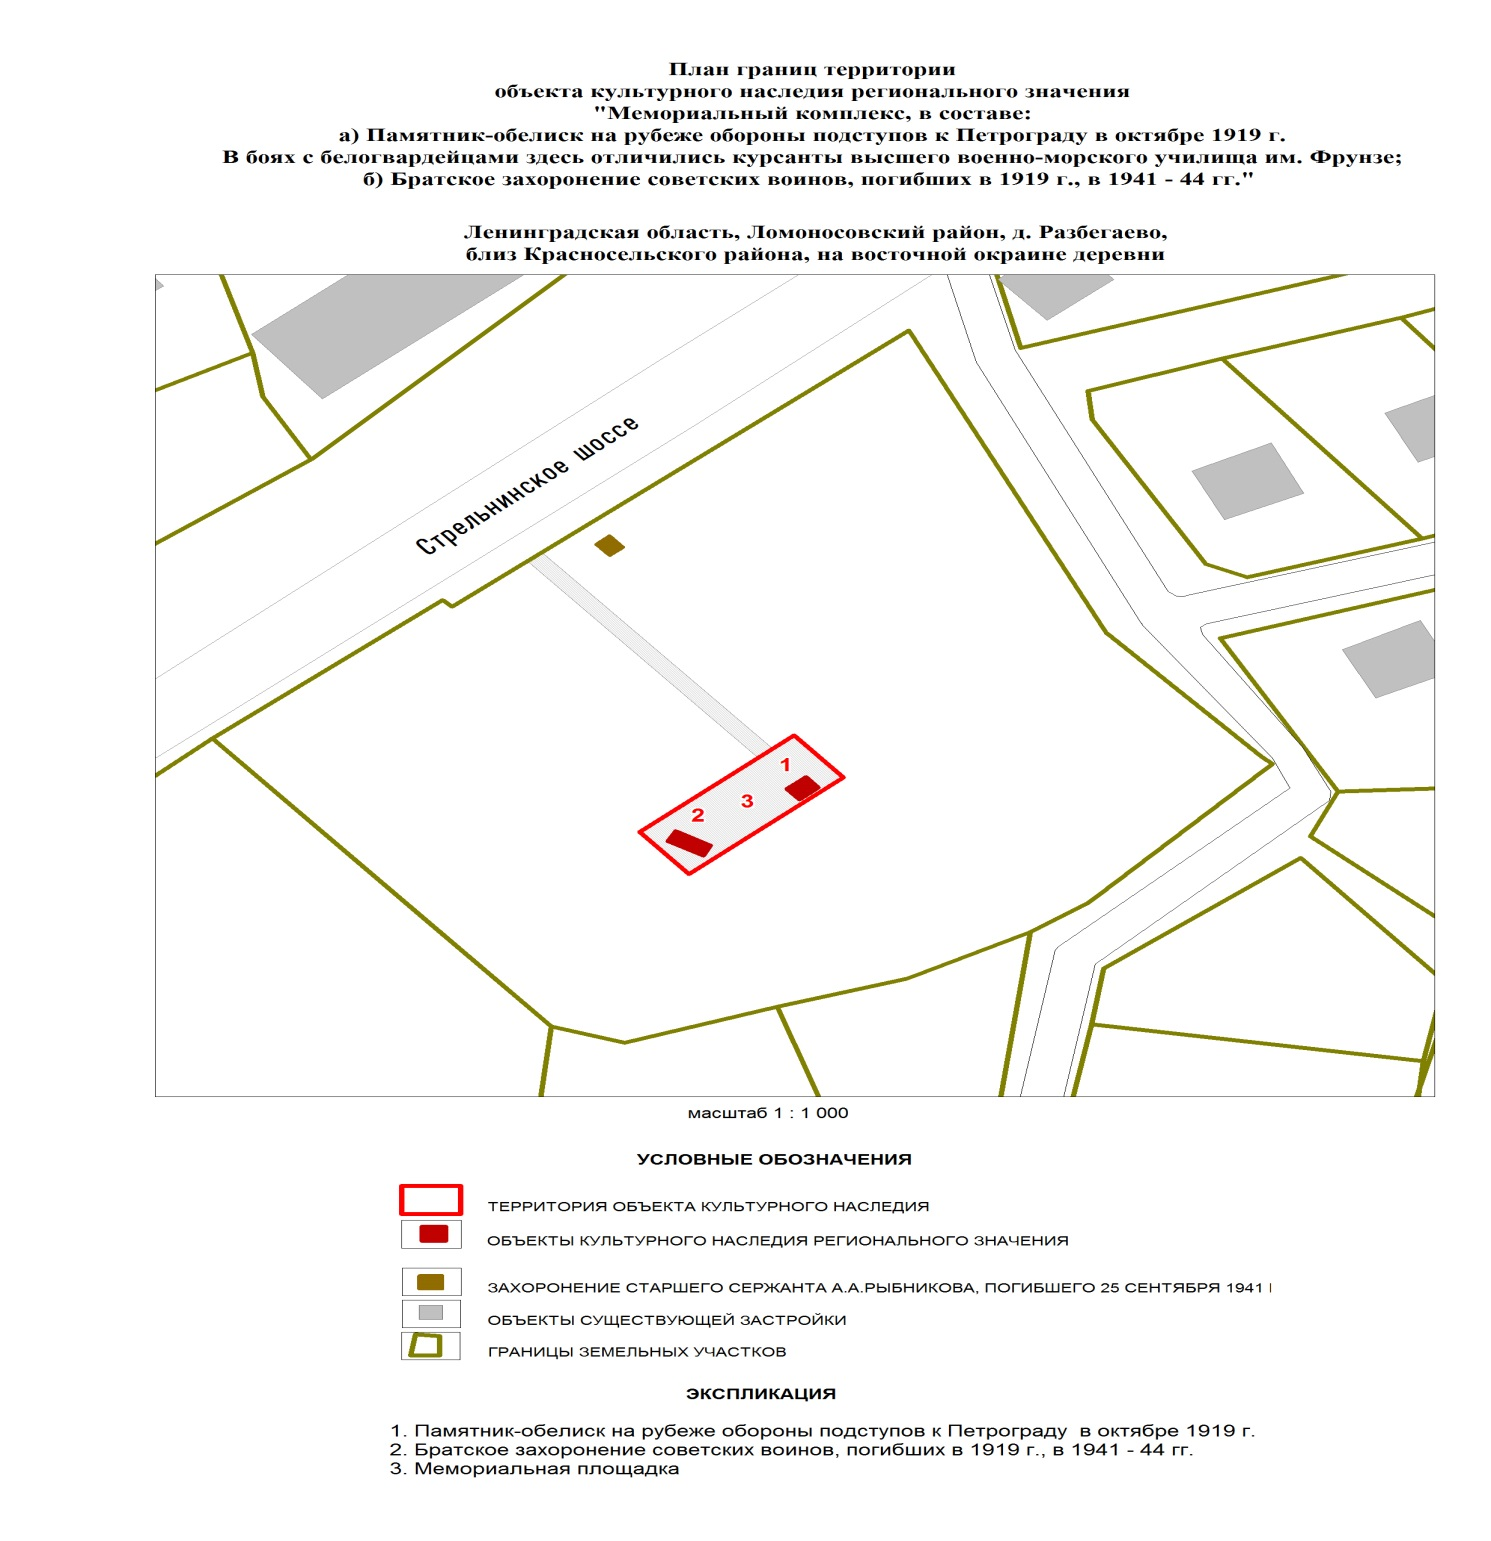 План границ территории
объекта культурного наследия регионального значения
"Мемориальный комплекс, в составе:
а) Памятник-обелиск на рубеже обороны подступов к Петрограду в октябре 1919 г.
В боях с белогвардейцами здесь отличились курсанты высшего военно-морского училища им. Фрунзе;
б) Братское захоронение советских воинов, погибших в 1919 г., в 1941 - 44 гг."
Ленинградская область, Ломоносовский район, д. Разбегаево,
близ Красносельского района, на восточной окраине деревни
Стрельнинское шоссе
1
3
2
масштаб 1 : 1 000
УСЛОВНЫЕ ОБОЗНАЧЕНИЯ
ТЕРРИТОРИЯ ОБЪЕКТА КУЛЬТУРНОГО НАСЛЕДИЯ
ОБЪЕКТЫ КУЛЬТУРНОГО НАСЛЕДИЯ РЕГИОНАЛЬНОГО ЗНАЧЕНИЯ
ЗАХОРОНЕНИЕ СТАРШЕГО СЕРЖАНТА А.А.РЫБНИКОВА, ПОГИБШЕГО 25 СЕНТЯБРЯ 1941
ОБЪЕКТЫ СУЩЕСТВУЮЩЕЙ ЗАСТРОЙКИ
ГРАНИЦЫ ЗЕМЕЛЬНЫХ УЧАСТКОВ
ЭКСПЛИКАЦИЯ
1. Памятник-обелиск на рубеже обороны подступов к Петрограду в октябре 1919 г.
2. Братское захоронение советских воинов, погибших в 1919 г., в 1941 - 44 гг.
3. Мемориальная площадка